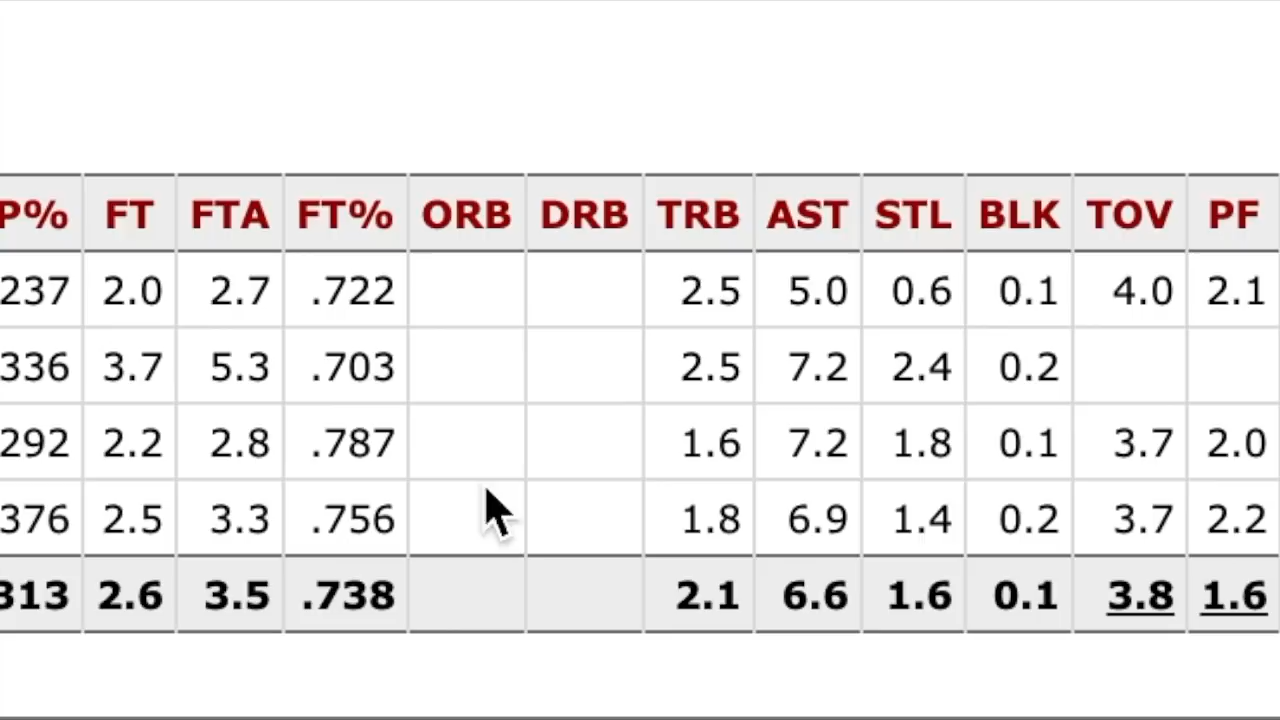 P% FT FTA FT% ORB DRB TRB AST STL BLK TOV PF
237 2.0 2.7 .722 2.5 5.0 0.6 0.1 4.0 2.1
336 3.7 5.3 .703 2.5 7.2 2.4 0.2
292 2.2 2.8 .787 1.6 7.2 1.8 0.1 3.7 2.0
376 2.5 3.3 .756 1.8 6.9 1.4 0.2 3.7 2.2
313 2.6 3.5 .738 2.1 6.6 1.6 0.1 3.8 1.6